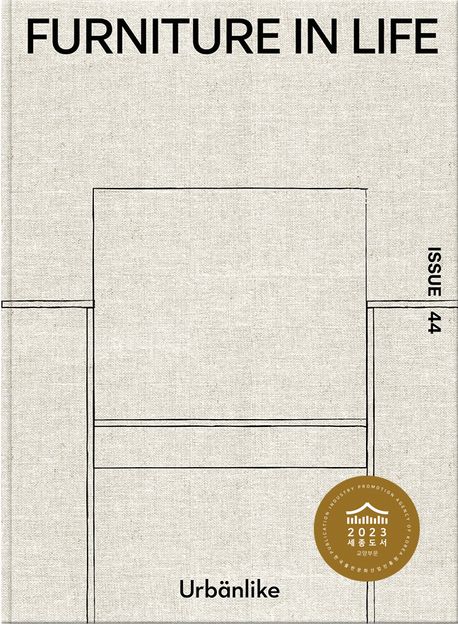 FURNITURE IN LIFE
ISSUE 44
PUBLICATION INDUSTRY PROMOTION AGENCY OF KOREA
2023
세종도서
교양부문
한국출판문화산업진흥원
Urbänlike